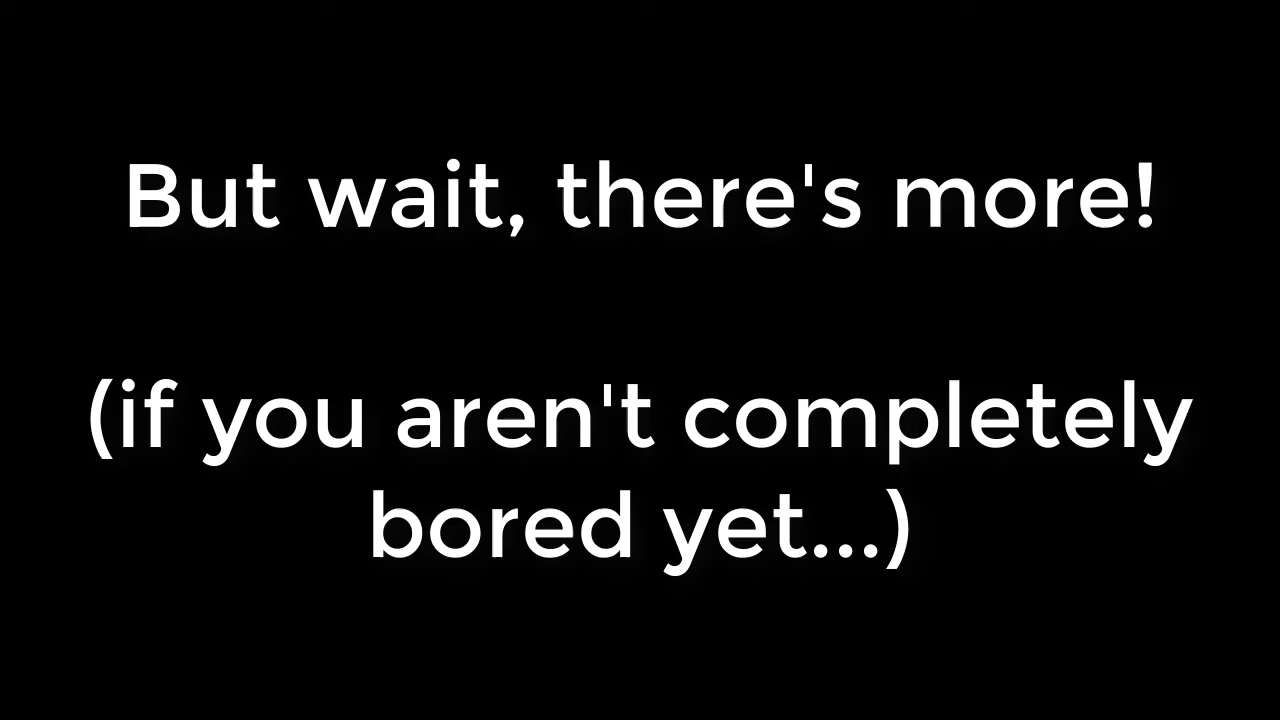 But wait, there's more!
(if you aren't completely
bored yet...)